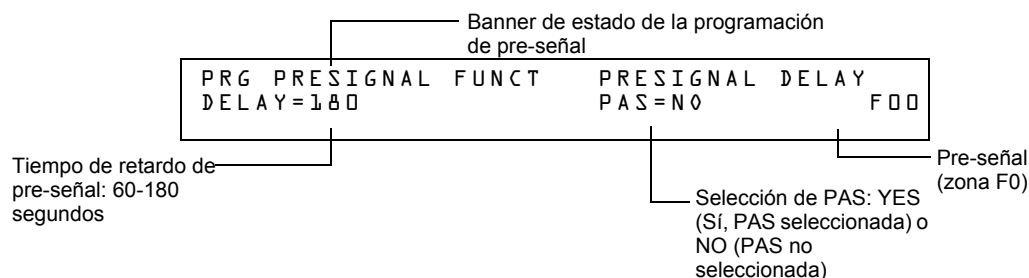 Banner de estado de la programación
de pre-señal
PRG PRESIGNAL FUNCT PRESIGNAL DELAY
DELAY=180 PAS=NO F00
Tiempo de retardo de
pre-señal: 60-180
segundos
Selección de PAS: YES
(Sí, PAS seleccionada) o
NO (PAS no
seleccionada)
Pre-señal
(zona F0)